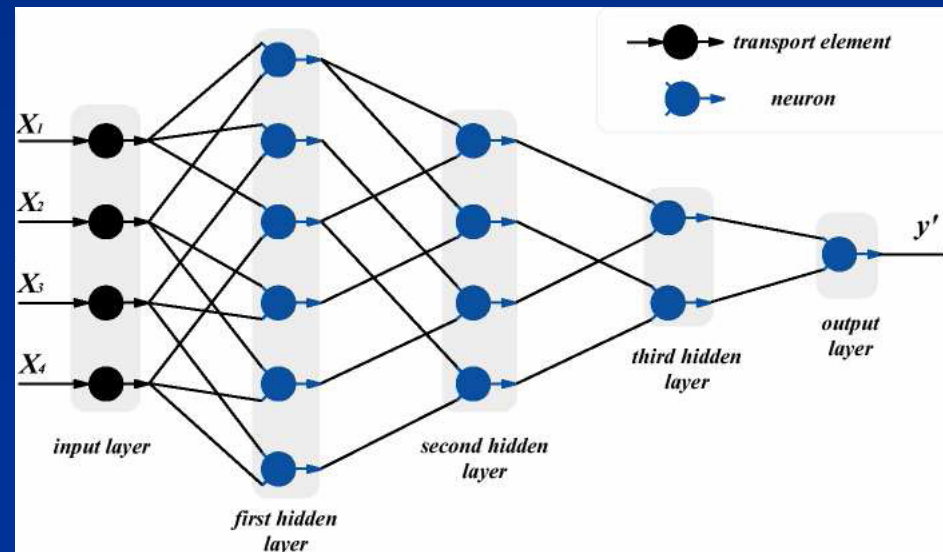 transport element
neuron
X1
X2
X3
X4
y'
input layer
first hidden
layer
second hidden
layer
third hidden
layer
output
layer